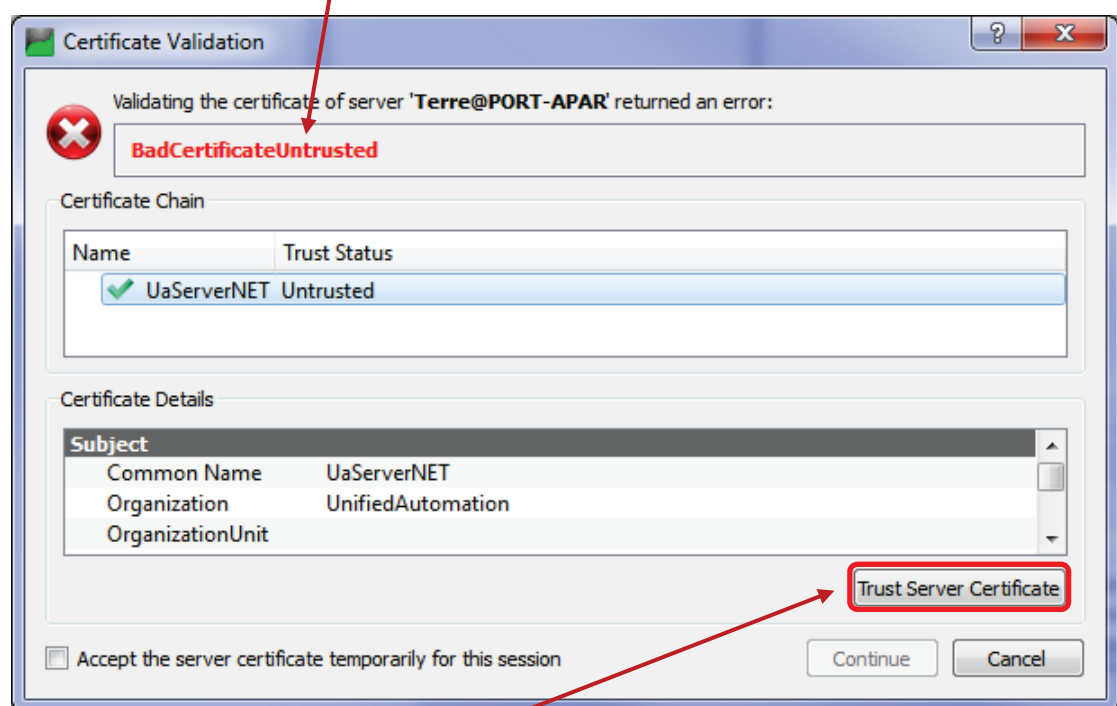 Certificate Validation
Validating the certificate of server 'Terre@PORT-APAR' returned an error:
BadCertificateUntrusted
Certificate Chain
Name Trust Status
UaServerNET Untrusted
Certificate Details
Subject
Common Name UaServerNET
Organization UnifiedAutomation
OrganizationUnit
Trust Server Certificate
Accept the server certificate temporarily for this session Continue Cancel